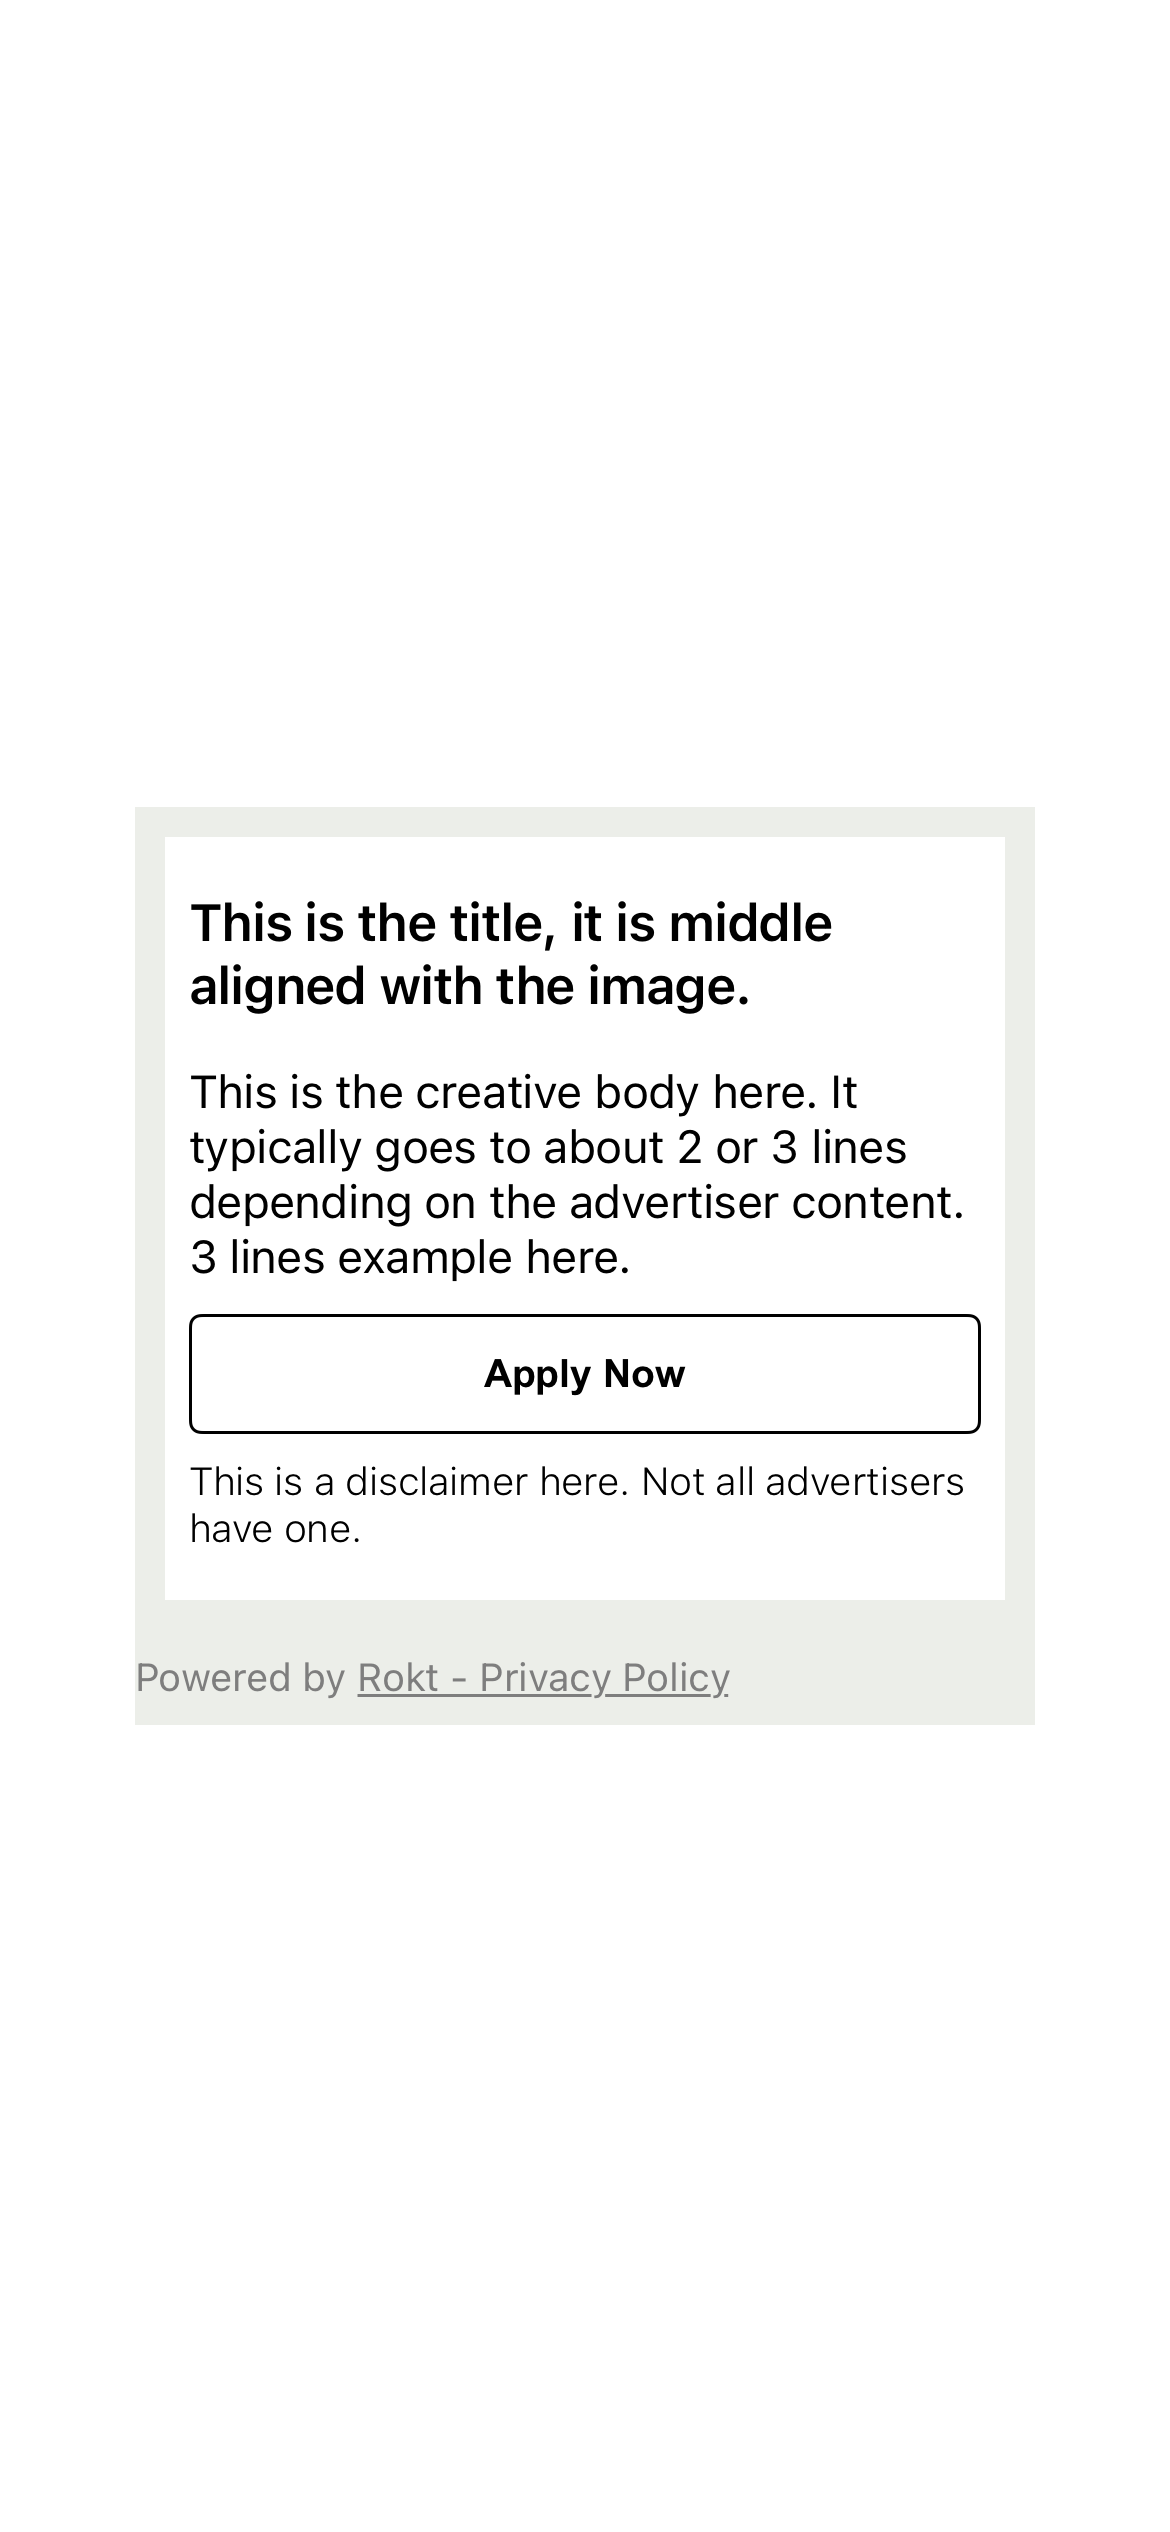 This is the title, it is middle
aligned with the image.
This is the creative body here. It
typically goes to about 2 or 3 lines
depending on the advertiser content.
3 lines example here.
Apply Now
This is a disclaimer here. Not all advertisers
have one.
Powered by Rokt - Privacy Policy